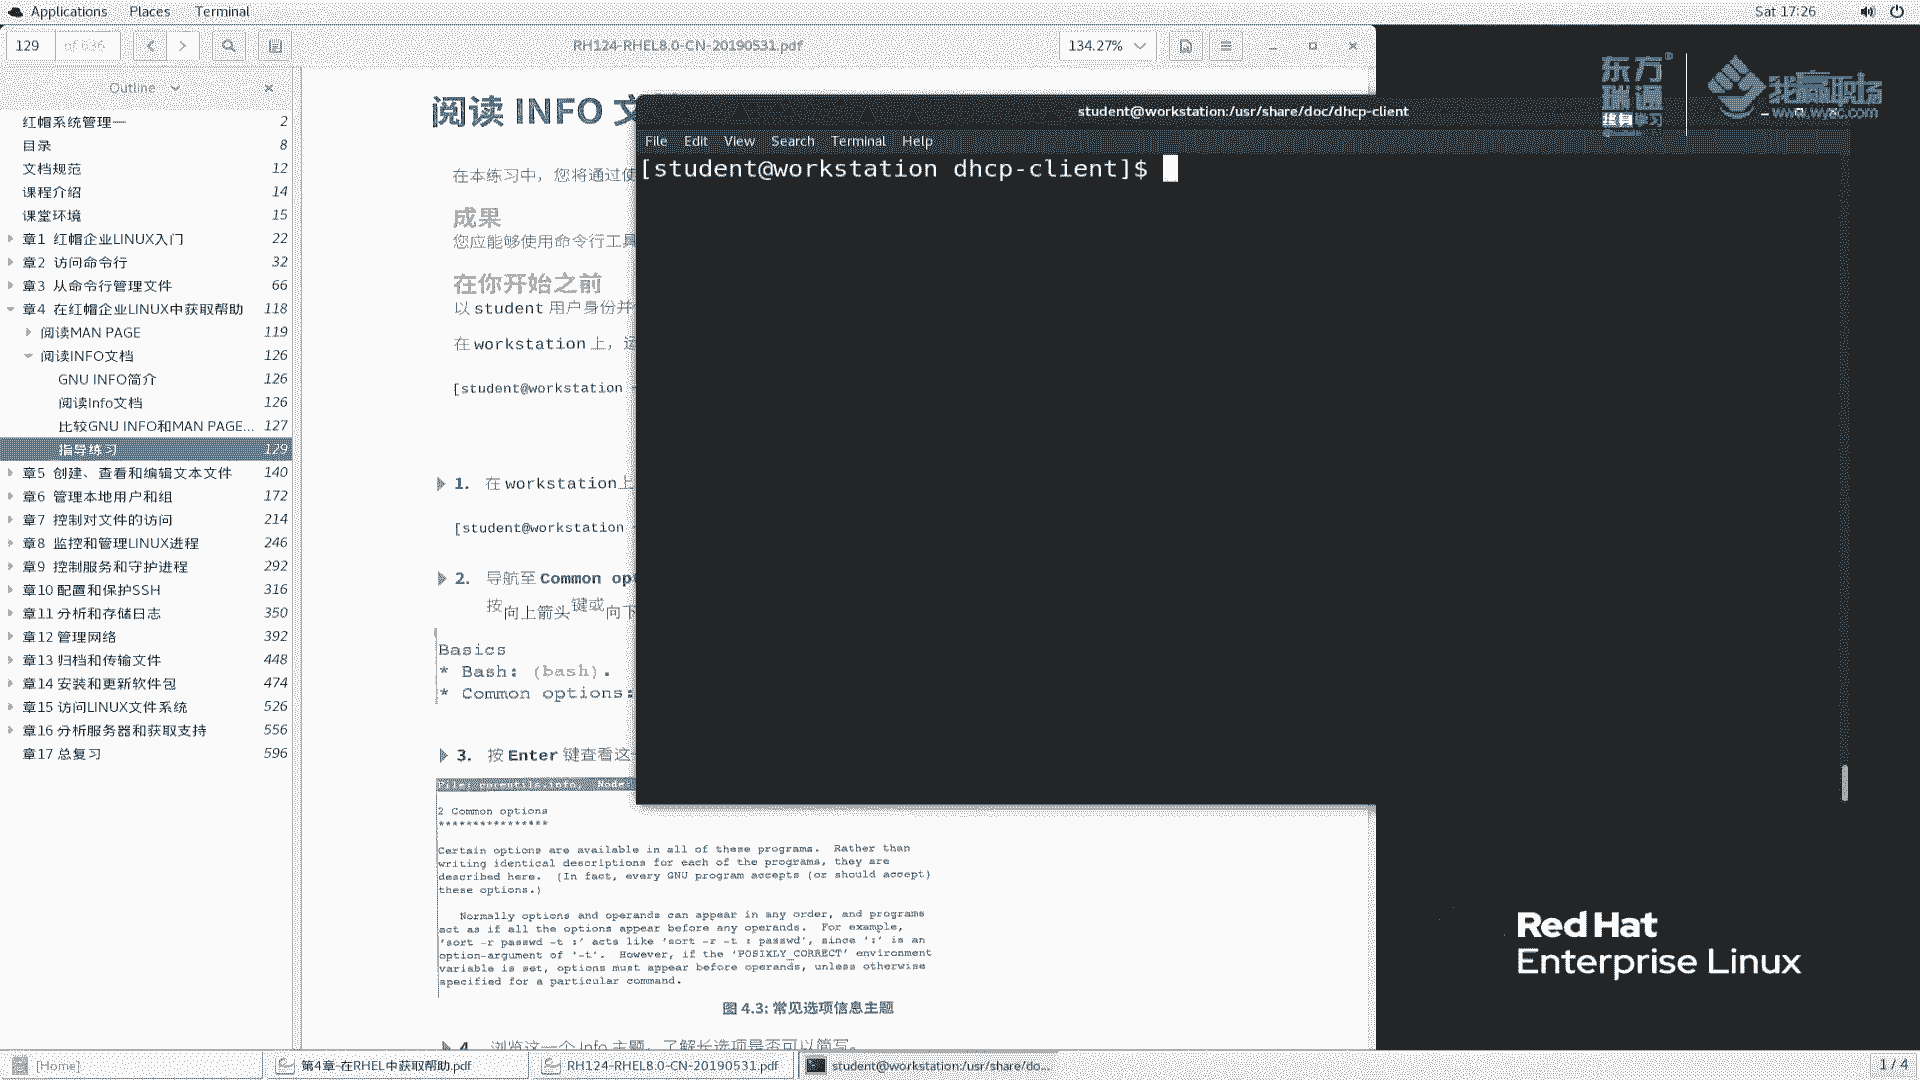 Applications Places Terminal
Sat 17:26
129 of 636
RH124-RHEL8.0-CN-20190531.pdf
134.27%
Outline
红帽系统管理一 2
目录 8
文档规范 12
课程介绍 14
课堂环境 15
章1 红帽企业LINUX入门 22
章2 访问命令行 32
章3 从命令行管理文件 66
章4 在红帽企业LINUX中获取帮助 118
阅读MAN PAGE 119
阅读INFO文档 126
GNU INFO简介 126
阅读Info文档 126
比较GNU INFO和MAN PAGE... 127
指导练习 129
章5 创建、查看和编辑文本文件 140
章6 管理本地用户和组 172
章7 控制对文件的访问 214
章8 监控和管理LINUX进程 246
章9 控制服务和守护进程 292
章10 配置和保护SSH 316
章11 分析和存储日志 350
章12 管理网络 392
章13 归档和传输文件 448
章14 安装和更新软件包 474
章15 访问LINUX文件系统 526
章16 分析服务器和获取支持 556
章17 总复习 596
阅读 INFO
在本练习中，您将通过使
成果
您应能够使用命令行工具
在你开始之前
以 student 用户身份并
在 workstation 上，运
[student@workstation
1. 在 workstation上
[student@workstation
2. 导航至 Common op
按向上箭头键或向下
Basics
* Bash: (bash).
* Common options:
3. 按 Enter 键查看这
File: coreutils.info, Node
2 Common options
****************
Certain options are available in all of these programs. Rather than
writing identical descriptions for each of the programs, they are
described here. (In fact, every GNU program accepts (or should accept)
these options.)
Normally options and operands can appear in any order, and programs
act as if all the options appear before any operands. For example,
'sort -r passwd -t :' acts like 'sort -r -t : passwd', since ':' is an
option-argument of '-t'. However, if the 'POSIXLY_CORRECT' environment
variable is set, options must appear before operands, unless otherwise
specified for a particular command.
图 4.3: 常见选项信息主题
4. 浏览这一个 Info 主题，了解长选项是否可以简写。
student@workstation:/usr/share/doc/dhcp-client
File Edit View Search Terminal Help
[student@workstation dhcp-client]$
东方瑞通
终身学习
我赢职场
www.wyzc.com
Red Hat
Enterprise Linux
[Home]
第4章-在RHEL中获取帮助.pdf
RH124-RHEL8.0-CN-20190531.pdf
student@workstation:/usr/share/do...
1 / 4